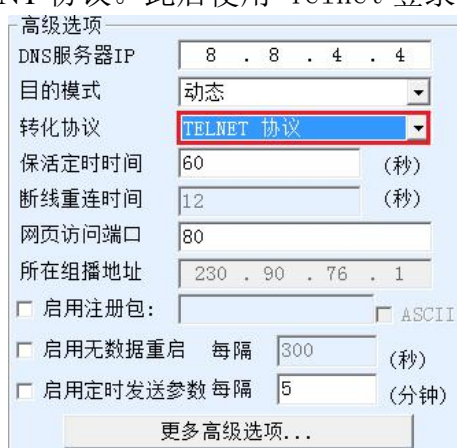 NT 协议。此后使用 Telnet 登录
高级选项
DNS服务器IP 8 . 8 . 4 . 4
目的模式 动态
转化协议 TELNET 协议
保活定时时间 60 (秒)
断线重连时间 12 (秒)
网页访问端口 80
所在组播地址 230 . 90 . 76 . 1
启用注册包: ASCII
启用无数据重启 每隔 300 (秒)
启用定时发送参数 每隔 5 (分钟)
更多高级选项...